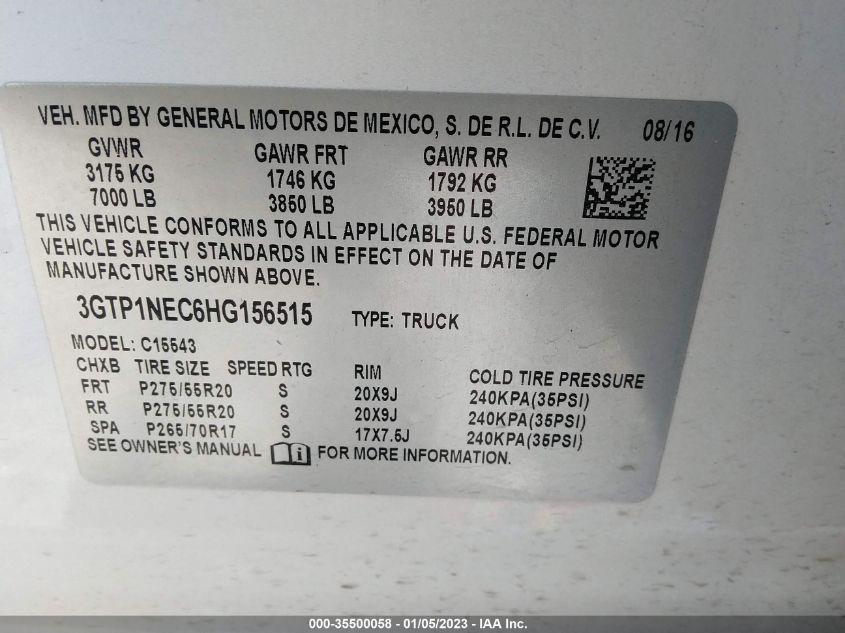 VEH. MFD BY GENERAL MOTORS DE MEXICO, S. DE R.L. DE C.V. 08/16
GVWR GAWR FRT GAWR RR
3175 KG 1746 KG 1792 KG
7000 LB 3850 LB 3950 LB
THIS VEHICLE CONFORMS TO ALL APPLICABLE U.S. FEDERAL MOTOR
VEHICLE SAFETY STANDARDS IN EFFECT ON THE DATE OF
MANUFACTURE SHOWN ABOVE.
3GTP1NEC6HG156515 TYPE: TRUCK
MODEL: C15543
CHXB TIRE SIZE SPEED RTG RIM COLD TIRE PRESSURE
FRT P275/55R20 S 20X9J 240KPA(35PSI)
RR P275/55R20 S 20X9J 240KPA(35PSI)
SPA P265/70R17 S 17X7.5J 240KPA(35PSI)
SEE OWNER'S MANUAL i FOR MORE INFORMATION.
000-35500058 - 01/05/2023 - IAA Inc.